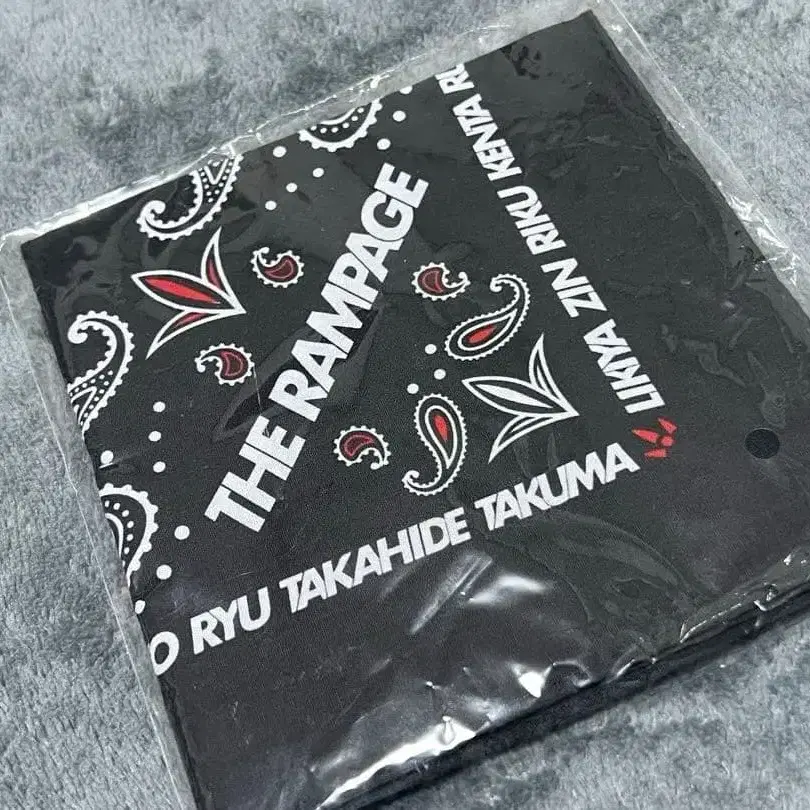 THE RAMPAGE
LIKIYA ZIN RIKU KENTA
RYU TAKAHIDE TAKUMA